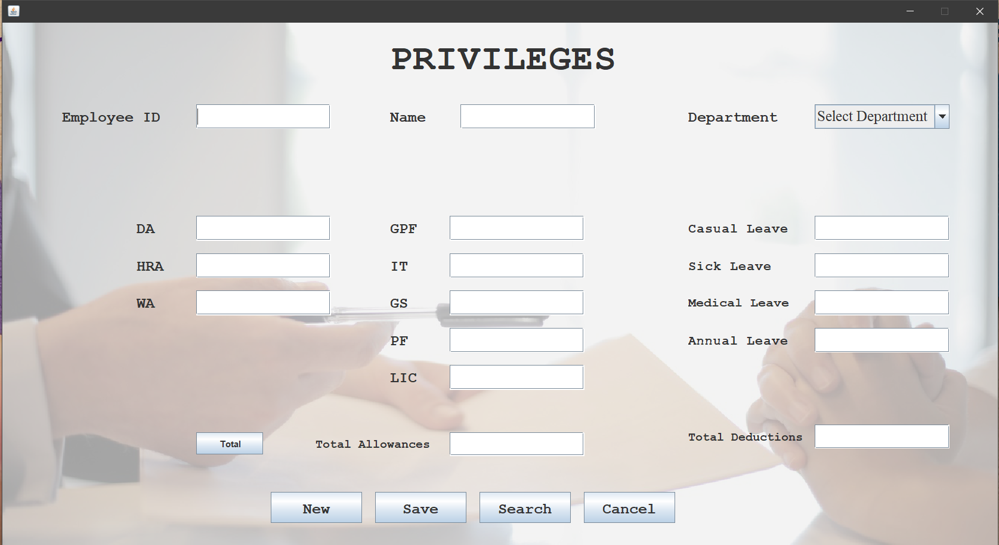 PRIVILEGES
Employee ID Name Department Select Department
DA GPF Casual Leave
HRA IT Sick Leave
WA GS Medical Leave
PF Annual Leave
LIC
Total Total Allowances Total Deductions
New Save Search Cancel